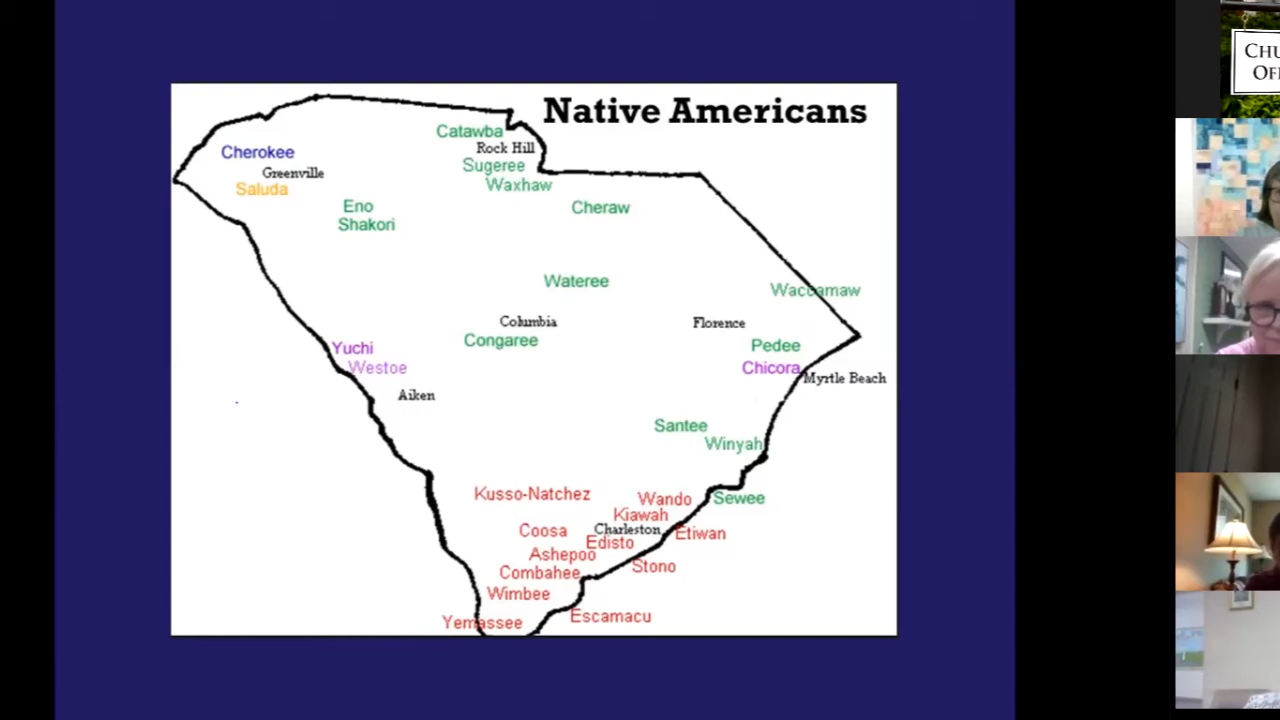 Native Americans
Catawba
Rock Hill
Cherokee
Sugeree
Greenville
Waxhaw
Saluda
Eno
Cheraw
Shakori
Wateree
Waccamaw
Columbia
Florence
Congaree
Pedee
Yuchi
Westoe
Chicora
Myrtle Beach
Aiken
Santee
Winyah
Kusso-Natchez
Wando
Sewee
Kiawah
Coosa
Charleston
Etiwan
Edisto
Ashepoo
Stono
Combahee
Wimbee
Escamacu
Yemassee